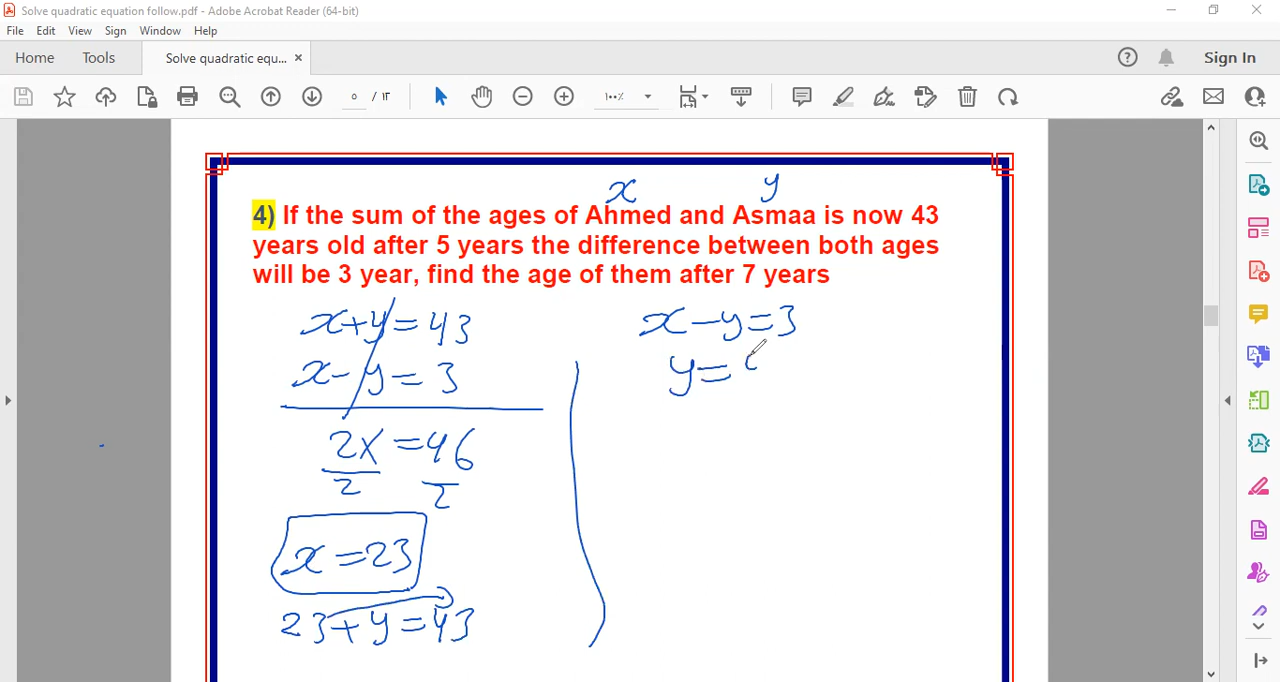 Solve quadratic equation follow.pdf - Adobe Acrobat Reader (64-bit)
File Edit View Sign Window Help
Home Tools Solve quadratic equ... × Sign In
٥ / ١٣ ١٠٠٪
x y
4) If the sum of the ages of Ahmed and Asmaa is now 43
years old after 5 years the difference between both ages
will be 3 year, find the age of them after 7 years
x+y=43
x-y=3
2x=46
2 2
x=23
23+y=43
x-y=3
y=